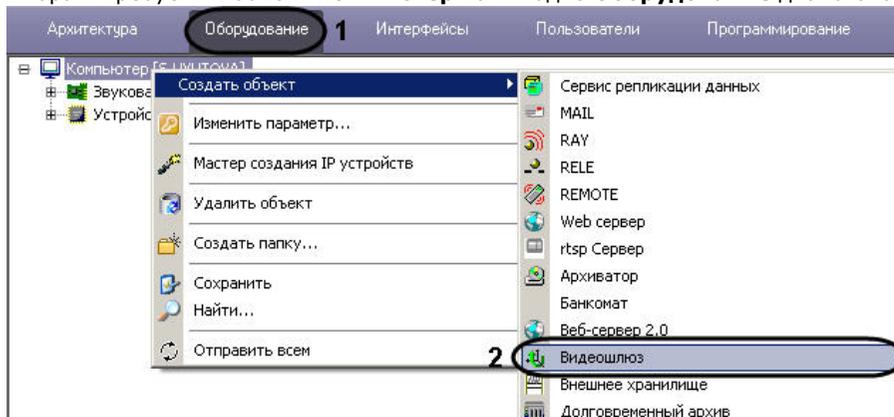 Архитектура Оборудование 1 Интерфейсы Пользователи Программирование
Компьютер
Создать объект
Изменить параметр...
Мастер создания IP устройств
Удалить объект
Создать папку...
Сохранить
Найти...
Отправить всем
Сервис репликации данных
MAIL
RAY
RELE
REMOTE
Web сервер
rtsp Сервер
Архиватор
Банкомат
Веб-сервер 2.0
2 Видеошлюз
Внешнее хранилище
Долговременный архив